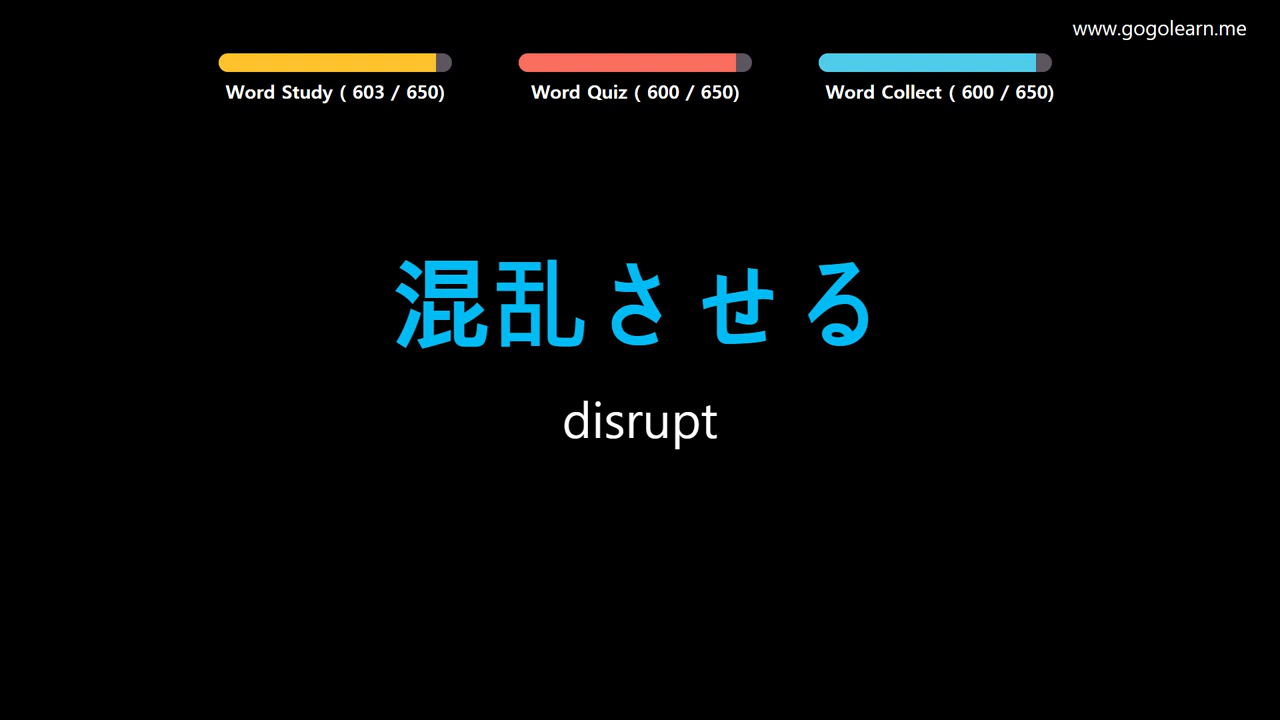 www.gogolearn.me
Word Study ( 603 / 650)
Word Quiz ( 600 / 650)
Word Collect ( 600 / 650)
混乱させる
disrupt